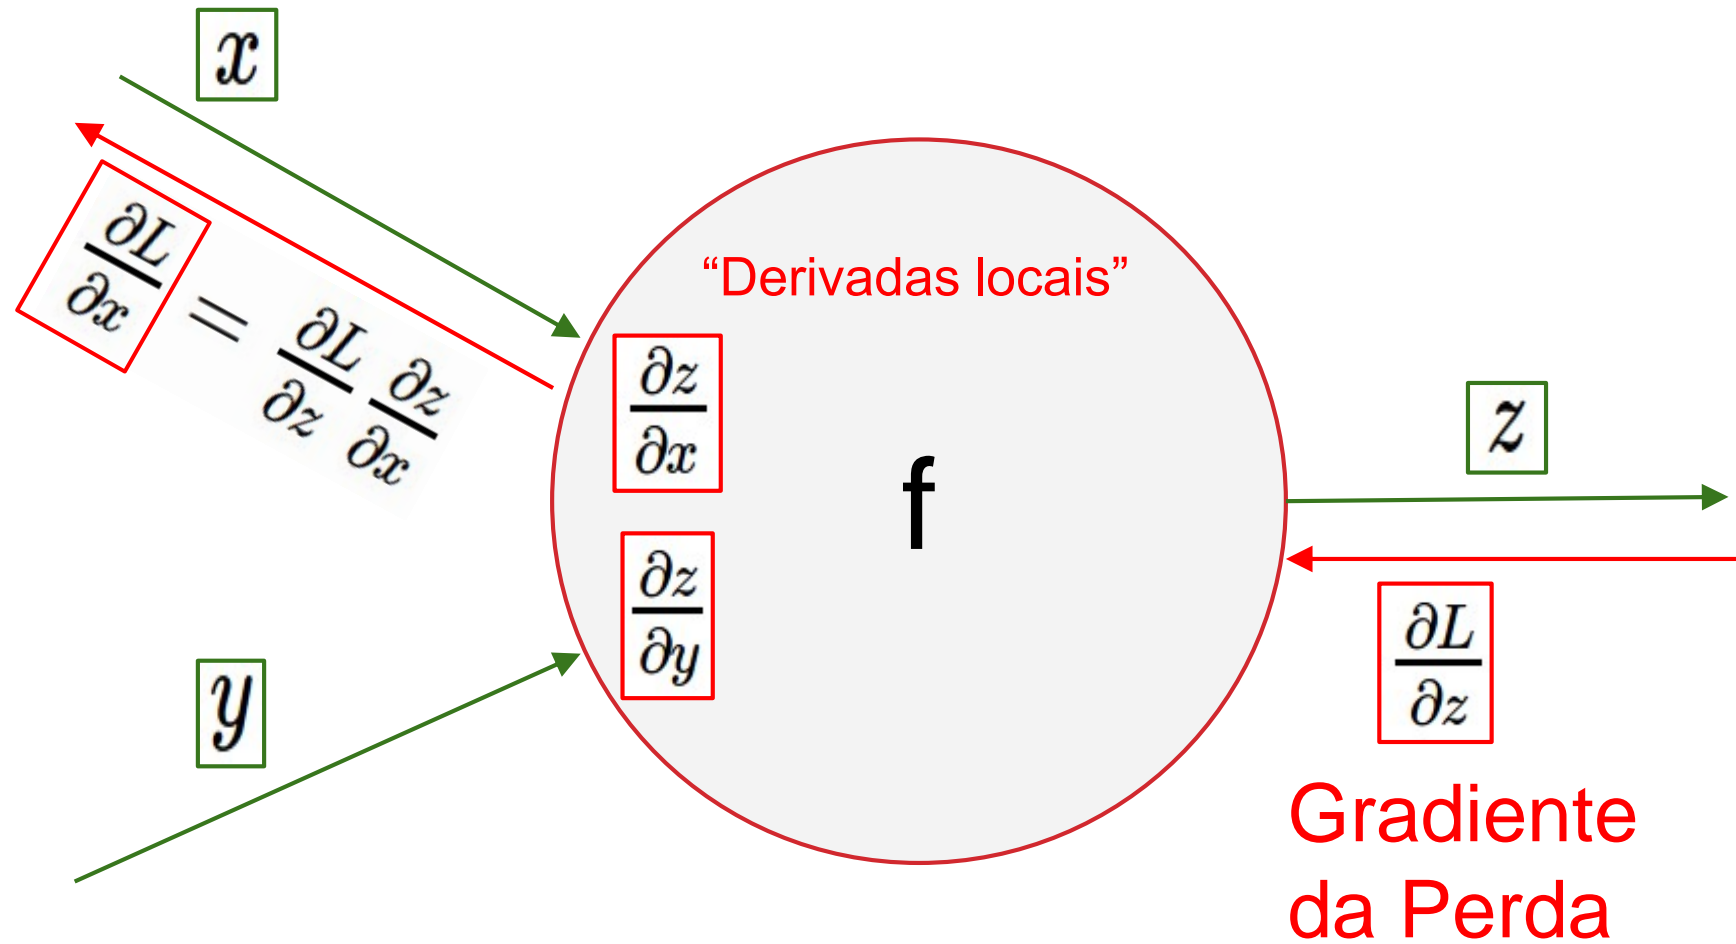 x
∂L/∂x = ∂L/∂z ∂z/∂x
“Derivadas locais”
∂z/∂x
f
z
∂z/∂y
y
∂L/∂z
Gradiente
da Perda